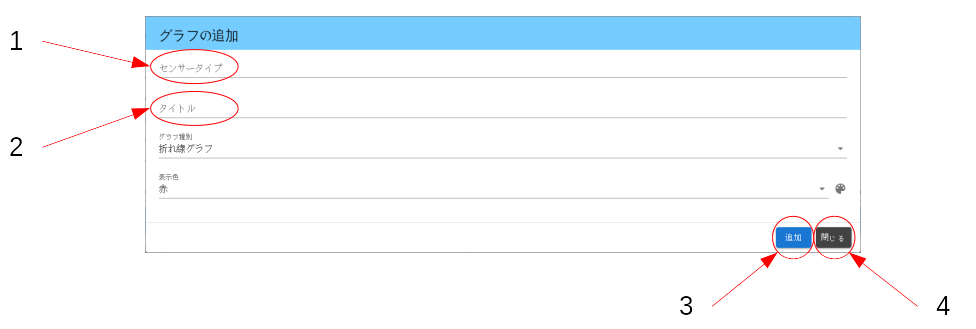 グラフの追加
1
センサータイプ
タイトル
2
グラフ種別
折れ線グラフ
表示色
赤
追加
閉じる
3
4